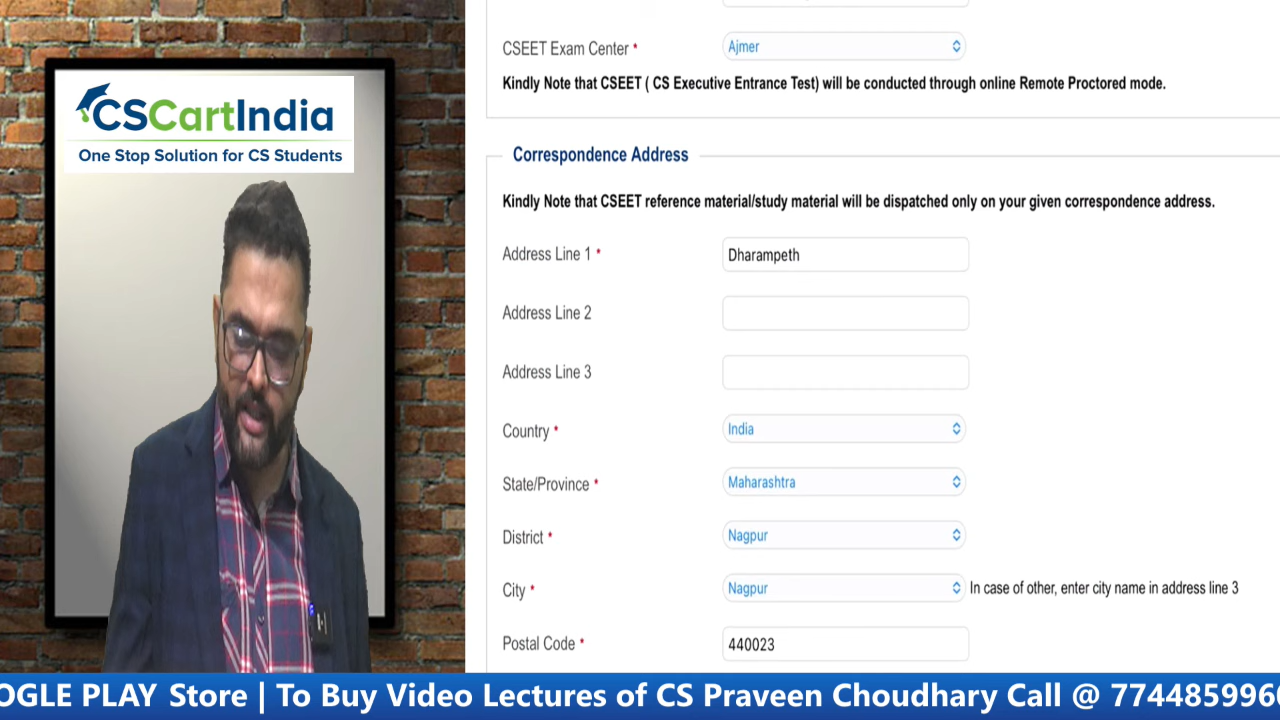 CSCartIndia
One Stop Solution for CS Students
CSEET Exam Center * Ajmer
Kindly Note that CSEET ( CS Executive Entrance Test) will be conducted through online Remote Proctored mode.
Correspondence Address
Kindly Note that CSEET reference material/study material will be dispatched only on your given correspondence address.
Address Line 1 * Dharampeth
Address Line 2
Address Line 3
Country * India
State/Province * Maharashtra
District * Nagpur
City * Nagpur In case of other, enter city name in address line 3
Postal Code * 440023
OGLE PLAY Store | To Buy Video Lectures of CS Praveen Choudhary Call @ 774485996